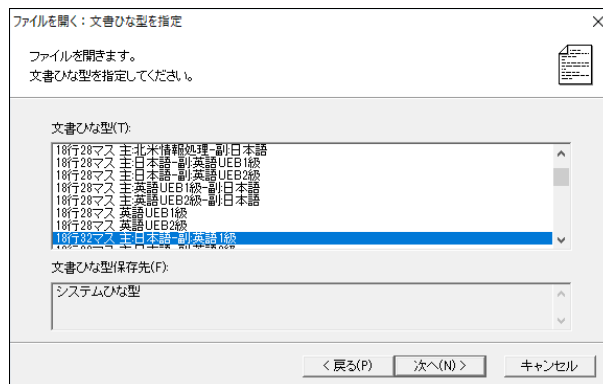 ファイルを開く：文書ひな型を指定
ファイルを開きます。
文書ひな型を指定してください。
文書ひな型(T):
18行28マス 主:北米情報処理-副:日本語
18行28マス 主:日本語-副:英語UEB1級
18行28マス 主:日本語-副:英語UEB2級
18行28マス 主:英語UEB1級-副:日本語
18行28マス 主:英語UEB2級-副:日本語
18行28マス 英語UEB1級
18行28マス 英語UEB2級
18行32マス 主:日本語-副:英語1級
文書ひな型保存先(F):
システムひな型
< 戻る(P)
次へ(N) >
キャンセル